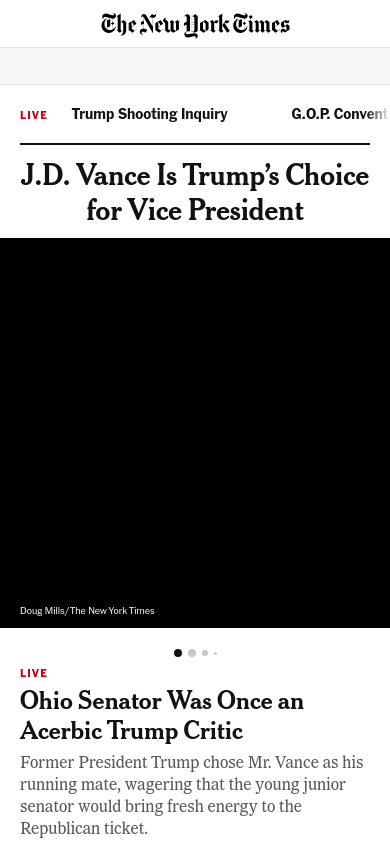 The New York Times
LIVE
Trump Shooting Inquiry
G.O.P. Convent
J.D. Vance Is Trump’s Choice
for Vice President
Doug Mills/The New York Times
LIVE
Ohio Senator Was Once an
Acerbic Trump Critic
Former President Trump chose Mr. Vance as his
running mate, wagering that the young junior
senator would bring fresh energy to the
Republican ticket.